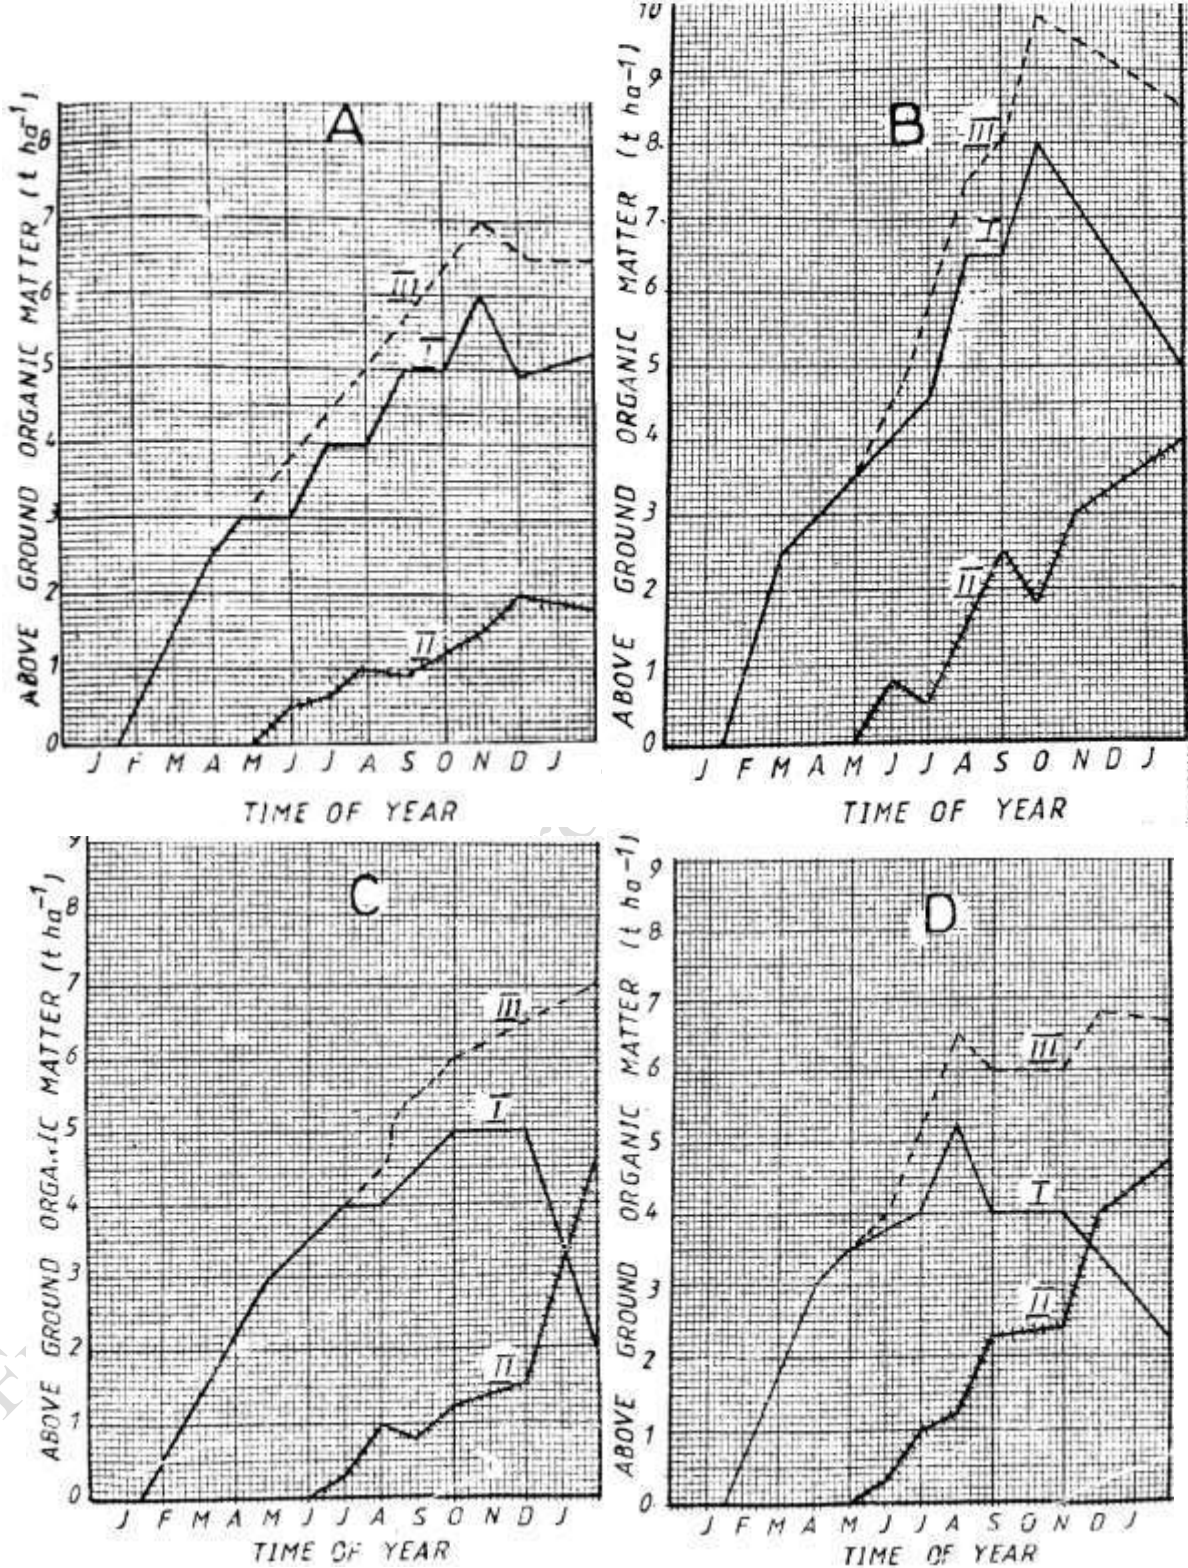 A
ABOVE GROUND ORGANIC MATTER (t ha⁻¹)
8
7
6
5
4
3
2
1
0
III
I
II
J F M A M J J A S O N D J
TIME OF YEAR
B
ABOVE GROUND ORGANIC MATTER (t ha⁻¹)
10
9
8
7
6
5
4
3
2
1
0
III
I
II
J F M A M J J A S O N D J
TIME OF YEAR
C
ABOVE GROUND ORGANIC MATTER (t ha⁻¹)
9
8
7
6
5
4
3
2
1
0
III
I
II
J F M A M J J A S O N D J
TIME OF YEAR
D
ABOVE GROUND ORGANIC MATTER (t ha⁻¹)
9
8
7
6
5
4
3
2
1
0
III
I
II
J F M A M J J A S O N D J
TIME OF YEAR